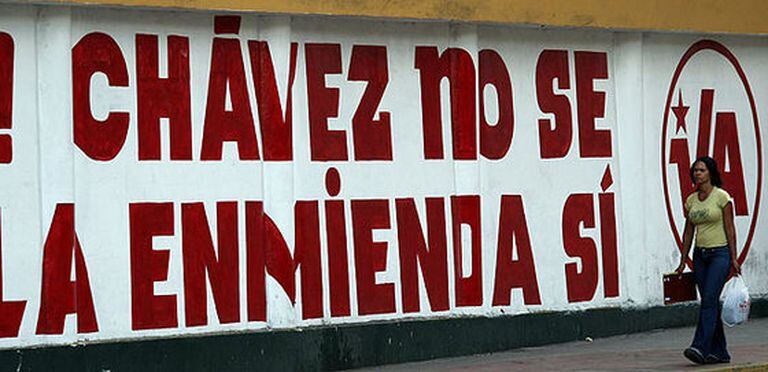 ! CHÁVEZ NO SE VA
LA ENMIENDA SÍ